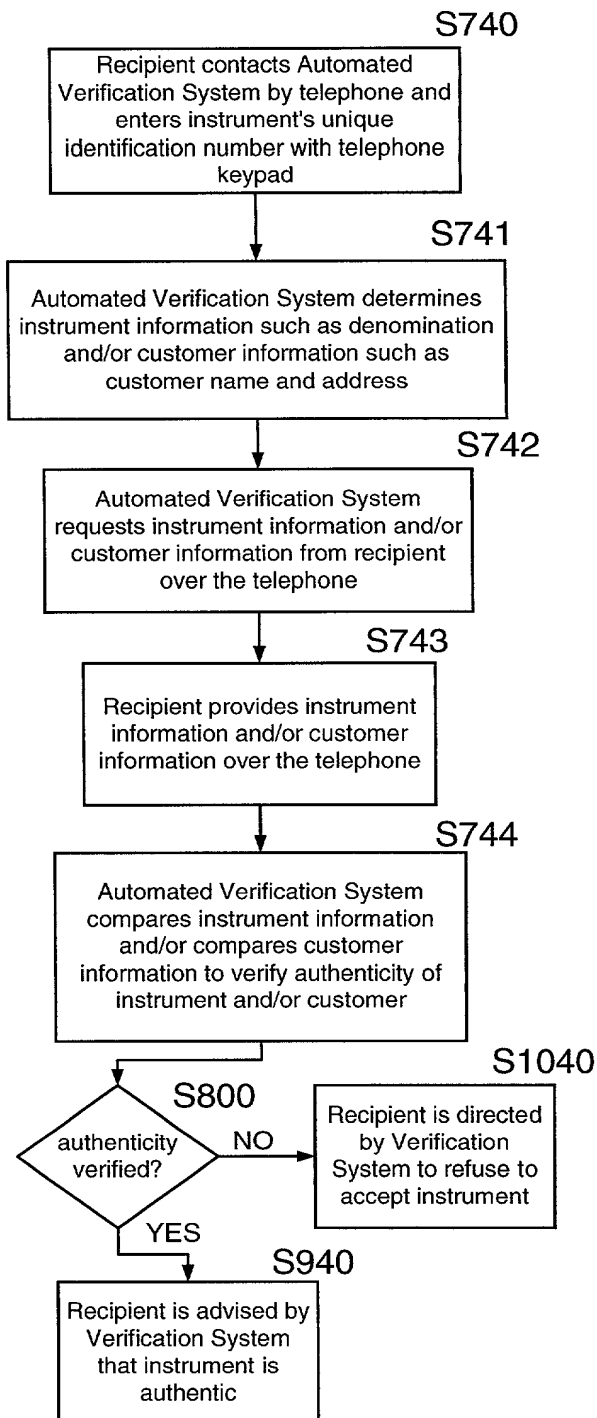 S740
Recipient contacts Automated
Verification System by telephone and
enters instrument's unique
identification number with telephone
keypad
S741
Automated Verification System determines
instrument information such as denomination
and/or customer information such as
customer name and address
S742
Automated Verification System
requests instrument information and/or
customer information from recipient
over the telephone
S743
Recipient provides instrument
information and/or customer
information over the telephone
S744
Automated Verification System
compares instrument information
and/or compares customer
information to verify authenticity of
instrument and/or customer
S800
authenticity
verified?
NO
S1040
Recipient is directed
by Verification
System to refuse to
accept instrument
YES
S940
Recipient is advised by
Verification System
that instrument is
authentic